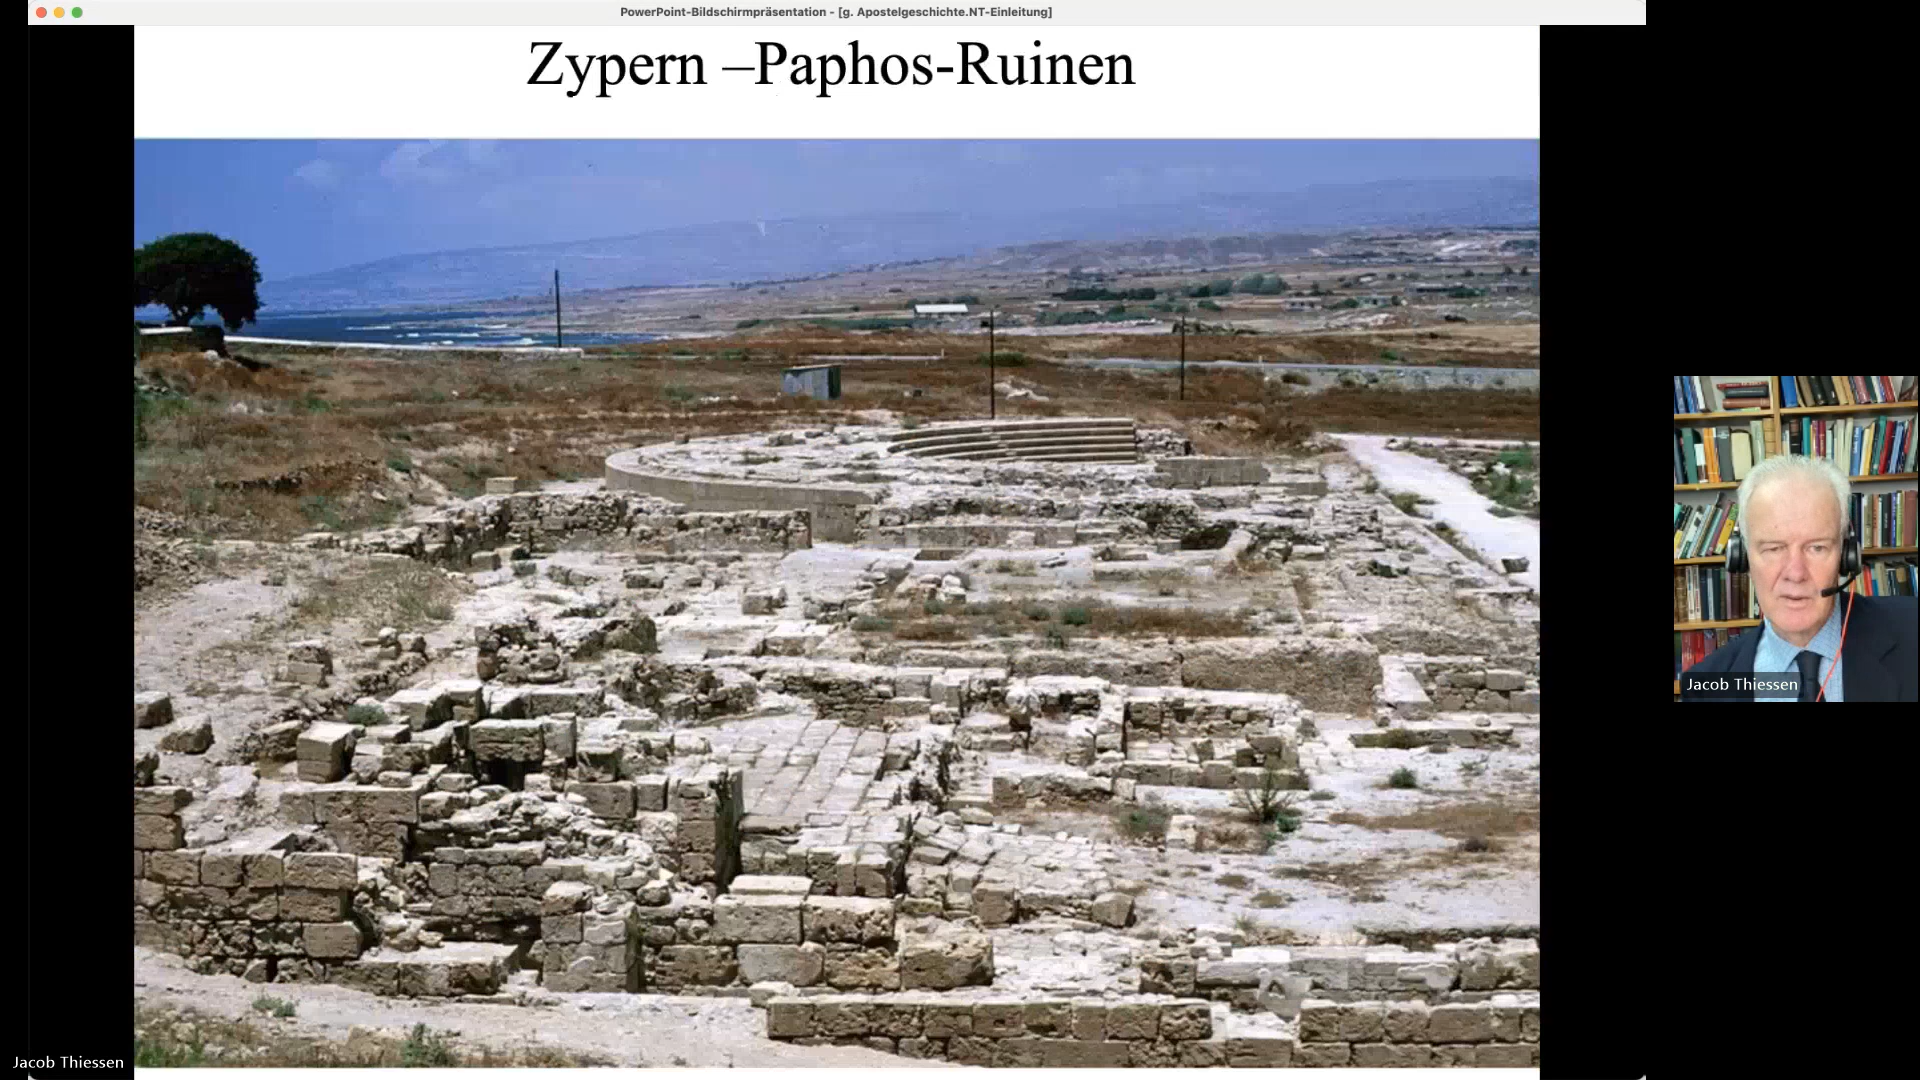 PowerPoint-Bildschirmpräsentation - [g. Apostelgeschichte.NT-Einleitung]
Zypern –Paphos-Ruinen
Jacob Thiessen
Jacob Thiessen